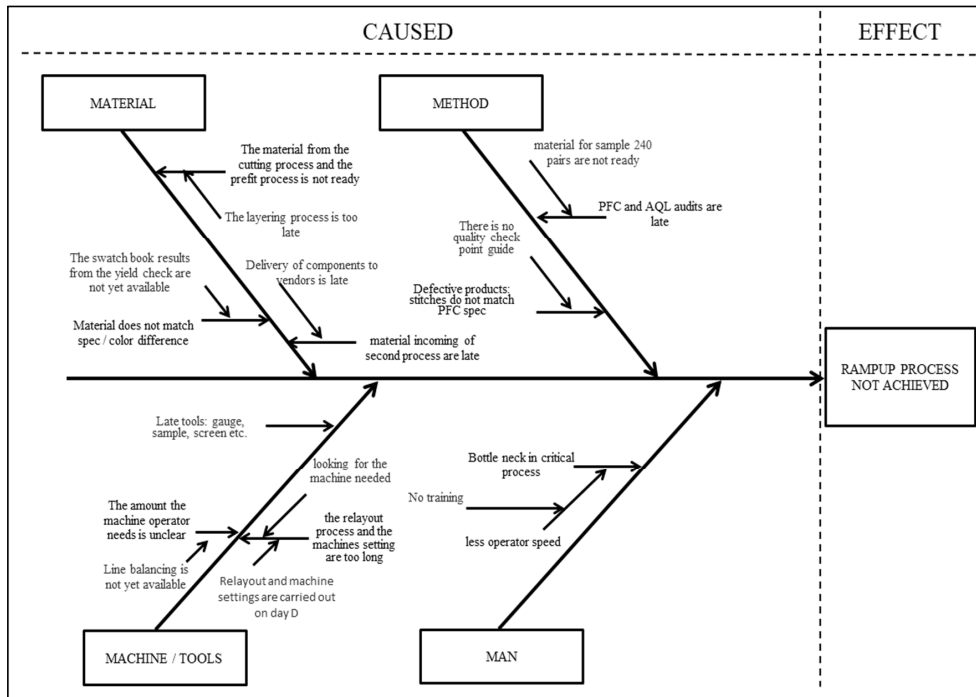 CAUSED
EFFECT
MATERIAL
METHOD
The material from the
cutting process and the
prefit process is not ready
The layering process is too
late
The swatch book results
from the yield check are
not yet available
Delivery of components to
vendors is late
Material does not match
spec / color difference
material incoming of
second process are late
material for sample 240
pairs are not ready
PFC and AQL audits are
late
There is no
quality check
point guide
Defective products;
stitches do not match
PFC spec
RAMPUP PROCESS
NOT ACHIEVED
Late tools: gauge,
sample, screen etc.
looking for the
machine needed
The amount the
machine operator
needs is unclear
the relayout
process and the
machines setting
are too long
Line balancing is
not yet available
Relayout and machine
settings are carried out
on day D
Bottle neck in critical
process
No training
less operator speed
MACHINE / TOOLS
MAN